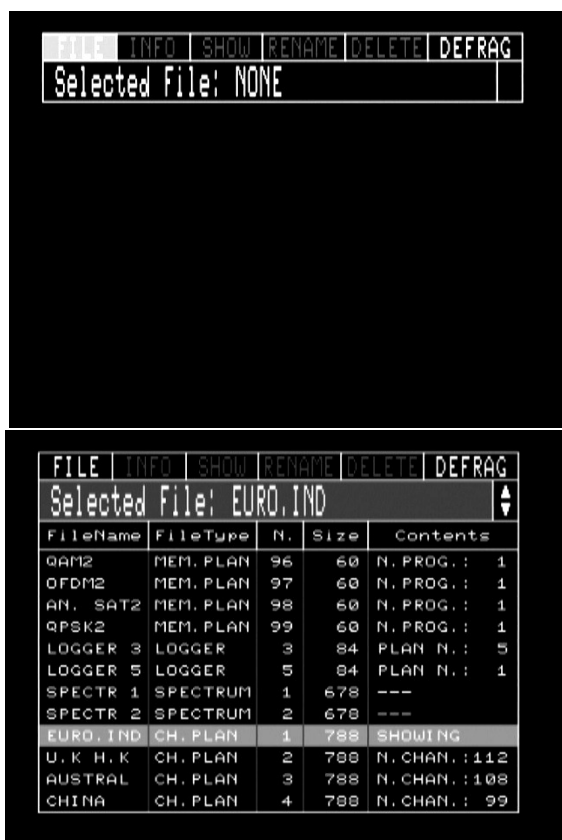 FILE INFO SHOW RENAME DELETE DEFRAG
Selected File: NONE
FILE INFO SHOW RENAME DELETE DEFRAG
Selected File: EURO.IND
FileName FileType N. Size Contents
QAM2 MEM.PLAN 96 60 N.PROG.: 1
OFDM2 MEM.PLAN 97 60 N.PROG.: 1
AN. SAT2 MEM.PLAN 98 60 N.PROG.: 1
QPSK2 MEM.PLAN 99 60 N.PROG.: 1
LOGGER 3 LOGGER 3 84 PLAN N.: 5
LOGGER 5 LOGGER 5 84 PLAN N.: 1
SPECTR 1 SPECTRUM 1 678 ---
SPECTR 2 SPECTRUM 2 678 ---
EURO.IND CH.PLAN 1 788 SHOWING
U.K H.K CH.PLAN 2 788 N.CHAN.:112
AUSTRAL CH.PLAN 3 788 N.CHAN.:108
CHINA CH.PLAN 4 788 N.CHAN.: 99